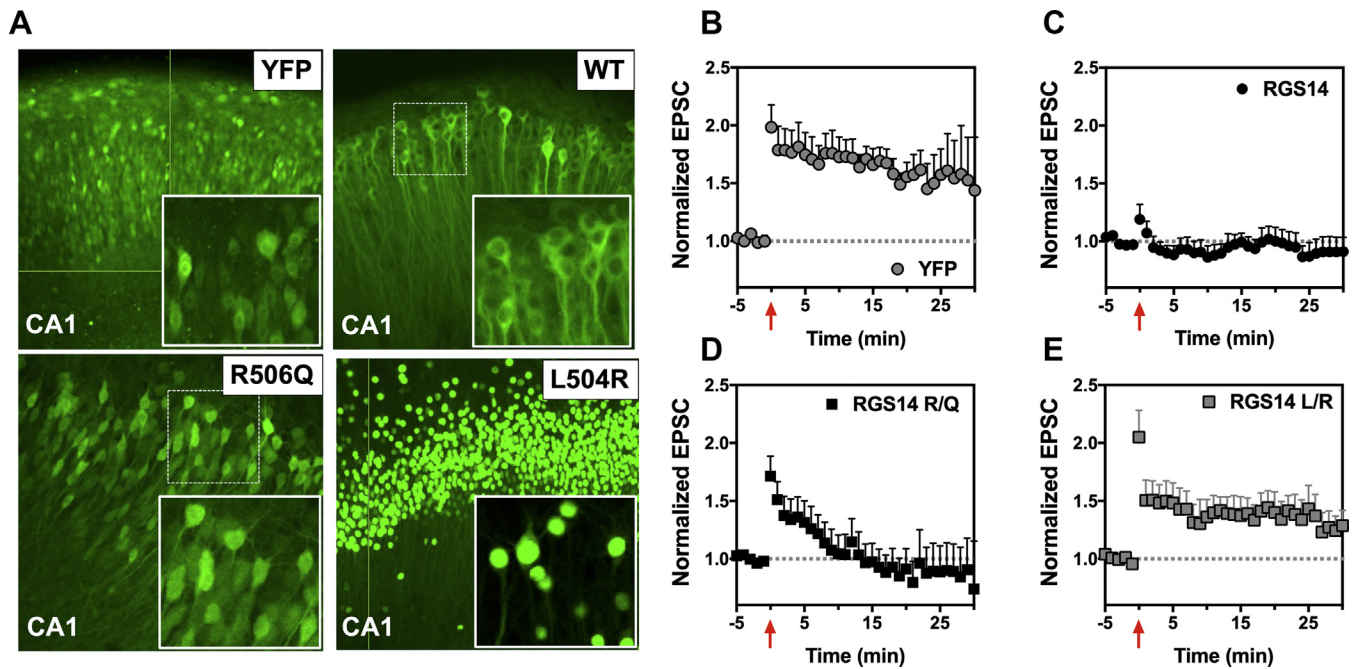 A
YFP
CA1
WT
CA1
R506Q
CA1
L504R
CA1
B
Normalized EPSC
2.5
2.0
1.5
1.0
YFP
-5
5
15
25
Time (min)
C
Normalized EPSC
2.5
2.0
1.5
1.0
RGS14
-5
5
15
25
Time (min)
D
Normalized EPSC
2.5
2.0
1.5
1.0
RGS14 R/Q
-5
5
15
25
Time (min)
E
Normalized EPSC
2.5
2.0
1.5
1.0
RGS14 L/R
-5
5
15
25
Time (min)